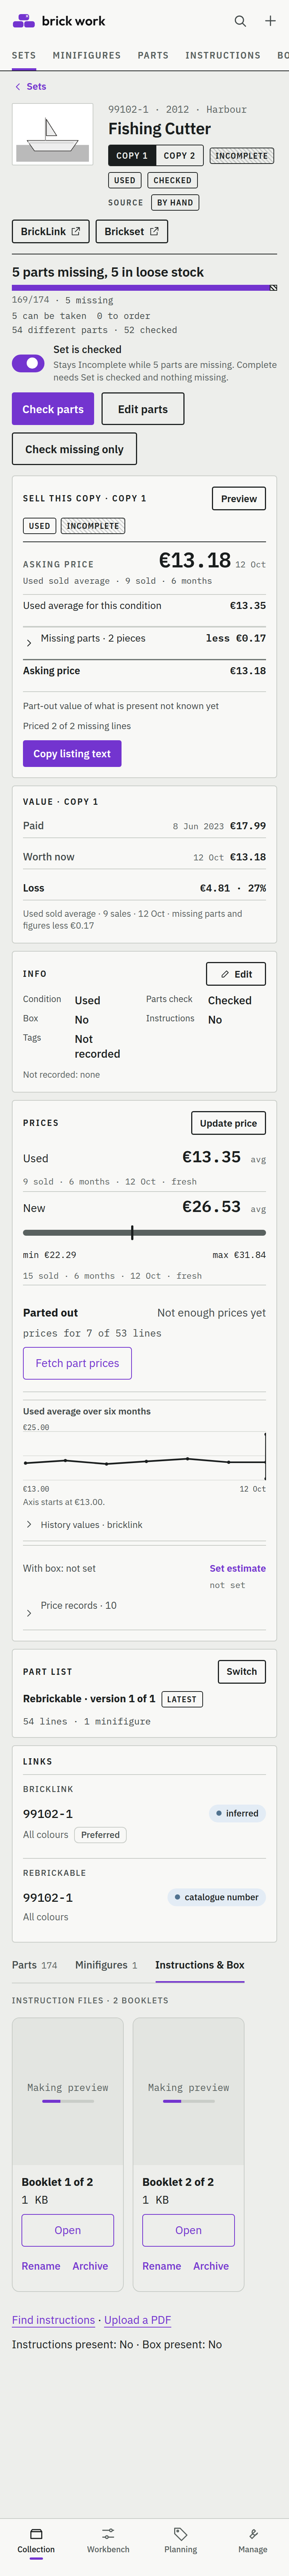 brick work
SETS MINIFIGURES PARTS INSTRUCTIONS BO
Sets
99102-1 · 2012 · Harbour
Fishing Cutter
COPY 1 COPY 2 INCOMPLETE
USED CHECKED
SOURCE BY HAND
BrickLink Brickset
5 parts missing, 5 in loose stock
169/174 · 5 missing
5 can be taken 0 to order
54 different parts · 52 checked
Set is checked
Stays Incomplete while 5 parts are missing. Complete
needs Set is checked and nothing missing.
Check parts Edit parts
Check missing only
SELL THIS COPY · COPY 1 Preview
USED INCOMPLETE
ASKING PRICE €13.18 12 Oct
Used sold average · 9 sold · 6 months
Used average for this condition €13.35
Missing parts · 2 pieces less €0.17
Asking price €13.18
Part-out value of what is present not known yet
Priced 2 of 2 missing lines
Copy listing text
VALUE · COPY 1
Paid 8 Jun 2023 €17.99
Worth now 12 Oct €13.18
Loss €4.81 · 27%
Used sold average · 9 sales · 12 Oct · missing parts and
figures less €0.17
INFO Edit
Condition Used Parts check Checked
Box No Instructions No
Tags Not
recorded
Not recorded: none
PRICES Update price
Used €13.35 avg
9 sold · 6 months · 12 Oct · fresh
New €26.53 avg
min €22.29 max €31.84
15 sold · 6 months · 12 Oct · fresh
Parted out Not enough prices yet
prices for 7 of 53 lines
Fetch part prices
Used average over six months
€25.00
€13.00 12 Oct
Axis starts at €13.00.
History values · bricklink
With box: not set Set estimate
not set
Price records · 10
PART LIST Switch
Rebrickable · version 1 of 1 LATEST
54 lines · 1 minifigure
LINKS
BRICKLINK
99102-1 inferred
All colours Preferred
REBRICKABLE
99102-1 catalogue number
All colours
Parts 174 Minifigures 1 Instructions & Box
INSTRUCTION FILES · 2 BOOKLETS
Making preview Making preview
Booklet 1 of 2 Booklet 2 of 2
1 KB 1 KB
Open Open
Rename Archive Rename Archive
Find instructions · Upload a PDF
Instructions present: No · Box present: No
Collection Workbench Planning Manage